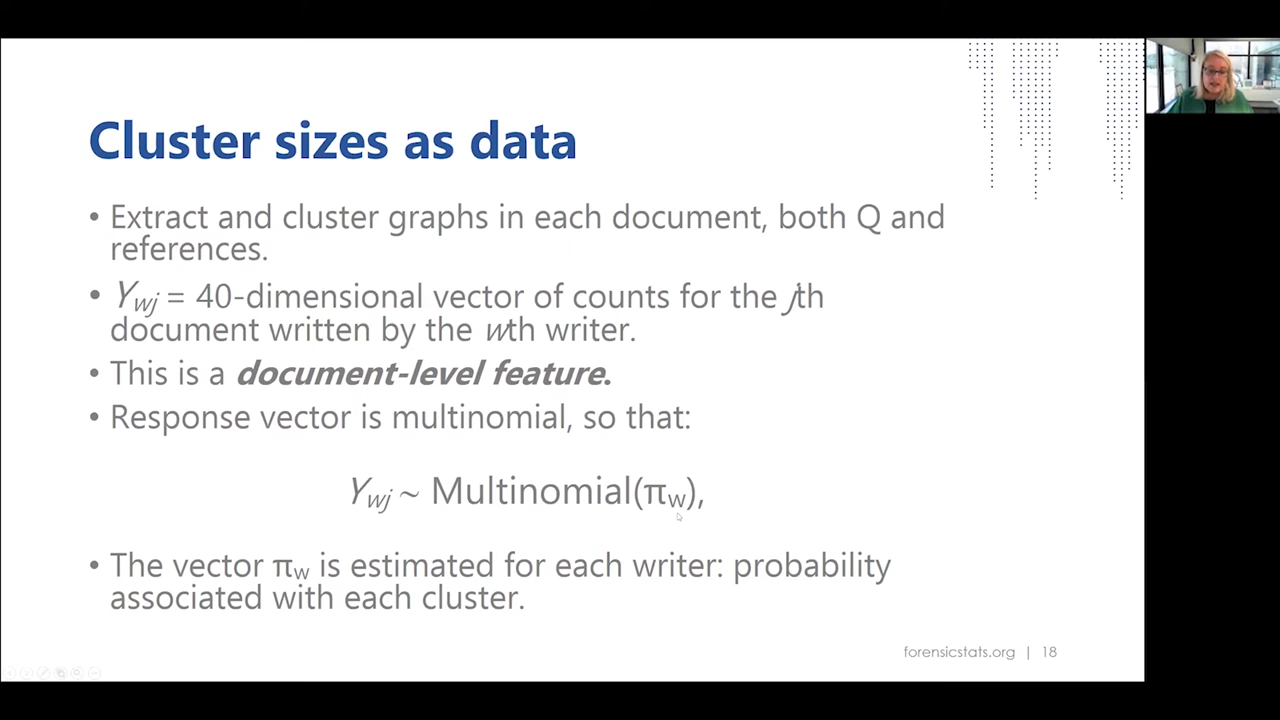 Cluster sizes as data
• Extract and cluster graphs in each document, both Q and
references.
• Ywj = 40-dimensional vector of counts for the jth
document written by the wth writer.
• This is a document-level feature.
• Response vector is multinomial, so that:
Ywj ~ Multinomial(πw),
• The vector πw is estimated for each writer: probability
associated with each cluster.
forensicstats.org | 18